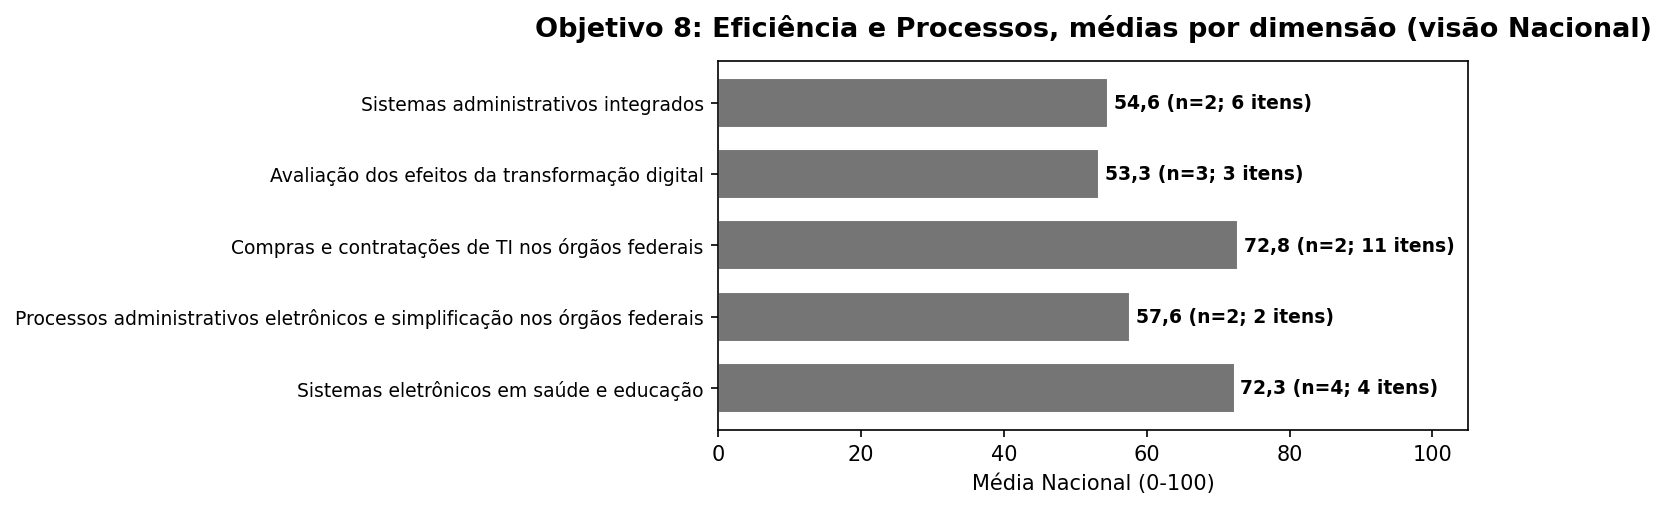 Objetivo 8: Eficiência e Processos, médias por dimensão (visão Nacional)
Sistemas administrativos integrados
54,6 (n=2; 6 itens)
Avaliação dos efeitos da transformação digital
53,3 (n=3; 3 itens)
Compras e contratações de TI nos órgãos federais
72,8 (n=2; 11 itens)
Processos administrativos eletrônicos e simplificação nos órgãos federais
57,6 (n=2; 2 itens)
Sistemas eletrônicos em saúde e educação
72,3 (n=4; 4 itens)
0 20 40 60 80 100
Média Nacional (0-100)